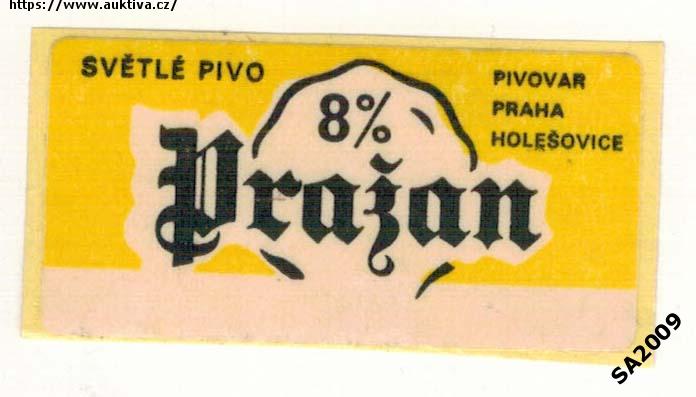 https://www.auktiva.cz/
SVĚTLÉ PIVO
8%
PIVOVAR
PRAHA
HOLEŠOVICE
Pražan
SA2009